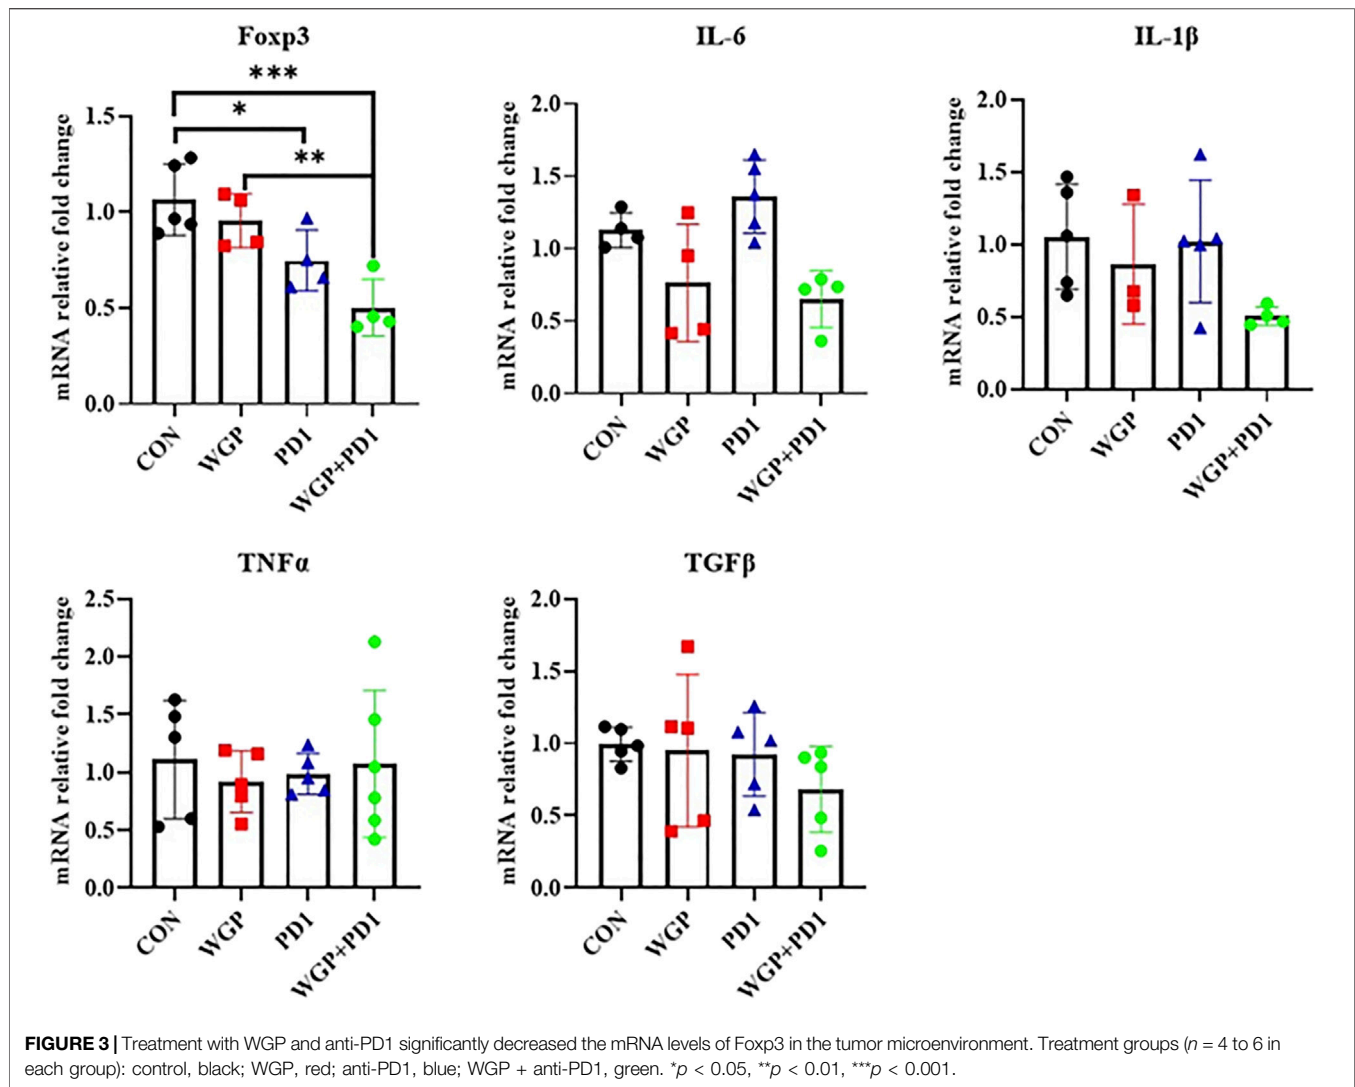 Foxp3
IL-6
IL-1β
***
*
**
mRNA relative fold change
1.5
1.0
0.5
0.0
CON
WGP
PD1
WGP+PD1
mRNA relative fold change
2.0
1.5
1.0
0.5
0.0
CON
WGP
PD1
WGP+PD1
mRNA relative fold change
2.0
1.5
1.0
0.5
0.0
CON
WGP
PD1
WGP+PD1
TNFα
TGFβ
mRNA relative fold change
2.5
2.0
1.5
1.0
0.5
0.0
CON
WGP
PD1
WGP+PD1
mRNA relative fold change
2.0
1.5
1.0
0.5
0.0
CON
WGP
PD1
WGP+PD1
FIGURE 3 | Treatment with WGP and anti-PD1 significantly decreased the mRNA levels of Foxp3 in the tumor microenvironment. Treatment groups (n = 4 to 6 in
each group): control, black; WGP, red; anti-PD1, blue; WGP + anti-PD1, green. *p < 0.05, **p < 0.01, ***p < 0.001.